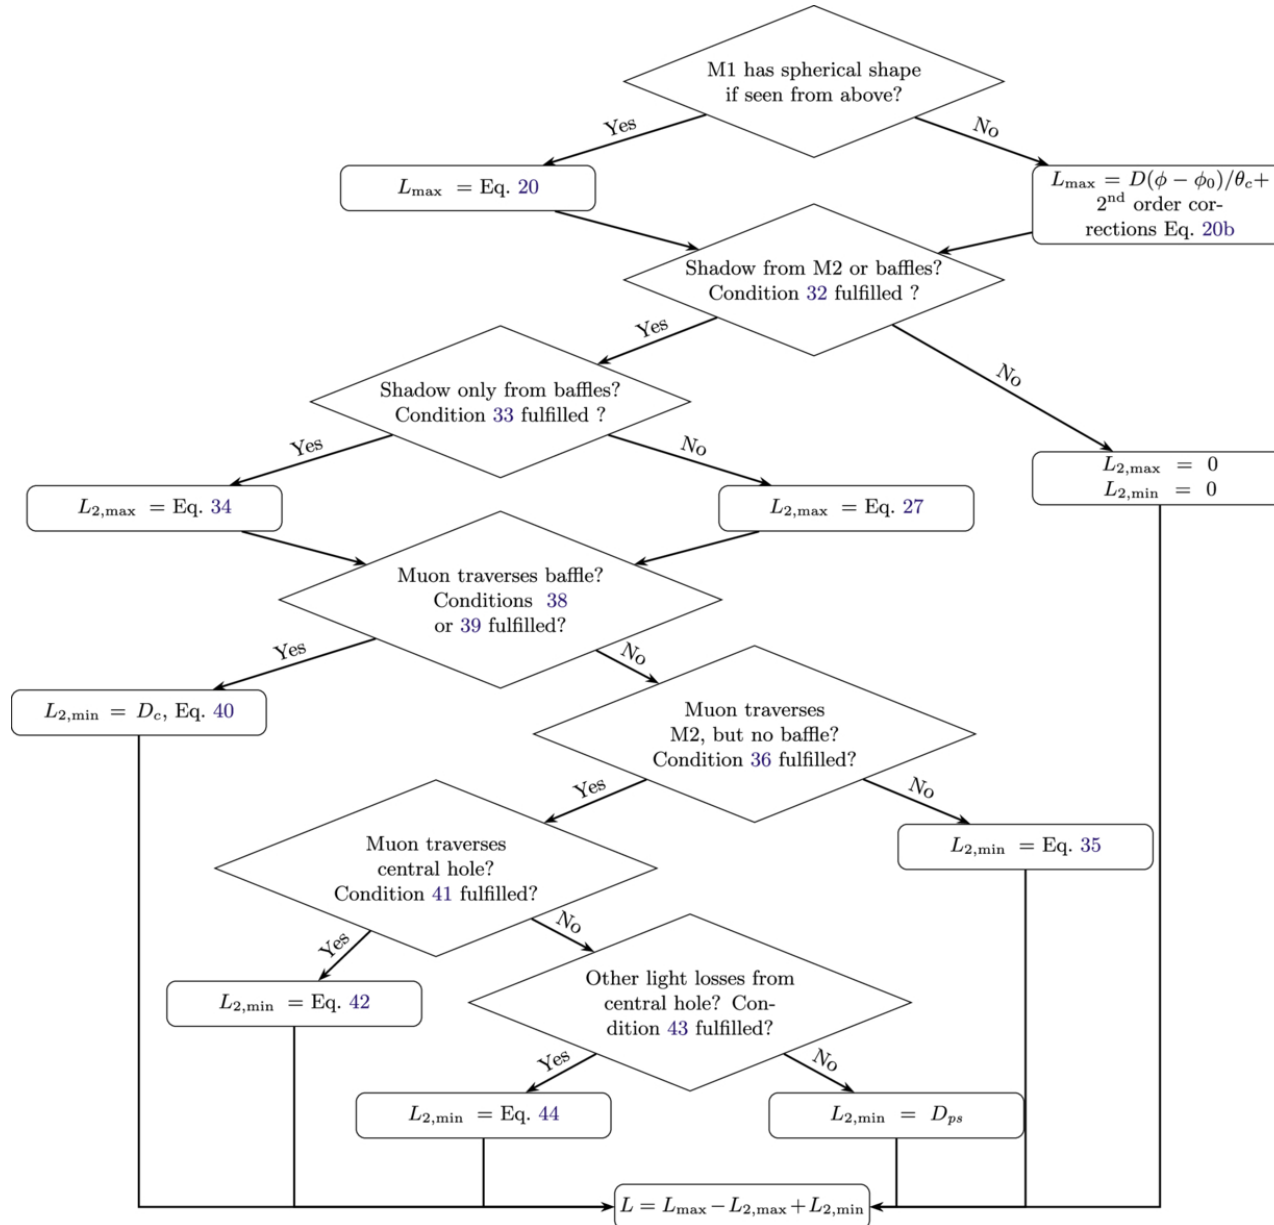 M1 has spherical shape
if seen from above?
Yes
No
L_max = Eq. 20
L_max = D(ϕ − ϕ_0)/θ_c+
2^nd order cor-
rections Eq. 20b
Shadow from M2 or baffles?
Condition 32 fulfilled ?
Yes
No
Shadow only from baffles?
Condition 33 fulfilled ?
Yes
No
L_2,max = 0
L_2,min = 0
L_2,max = Eq. 34
L_2,max = Eq. 27
Muon traverses baffle?
Conditions 38
or 39 fulfilled?
Yes
No
L_2,min = D_c, Eq. 40
Muon traverses
M2, but no baffle?
Condition 36 fulfilled?
Yes
No
Muon traverses
central hole?
Condition 41 fulfilled?
L_2,min = Eq. 35
Yes
No
L_2,min = Eq. 42
Other light losses from
central hole? Con-
dition 43 fulfilled?
Yes
No
L_2,min = Eq. 44
L_2,min = D_ps
L = L_max − L_2,max + L_2,min